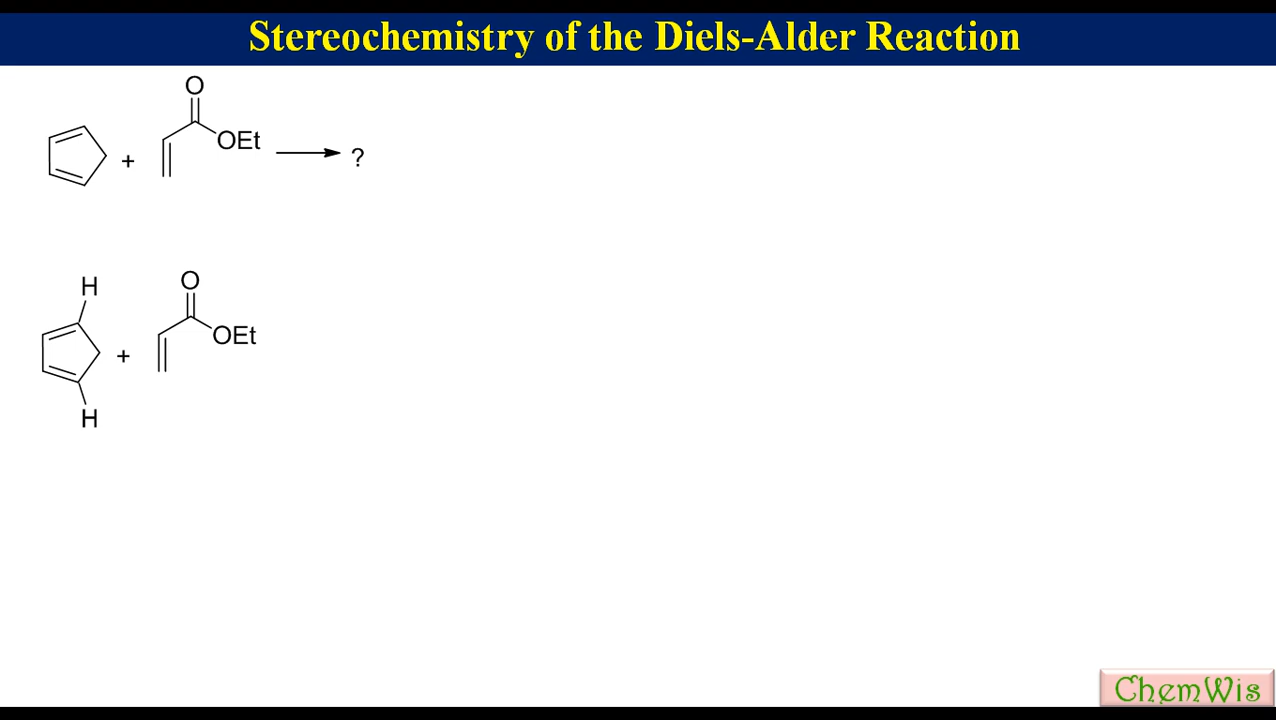 Stereochemistry of the Diels-Alder Reaction
O
OEt
+
?
H
O
OEt
+
H
ChemWis